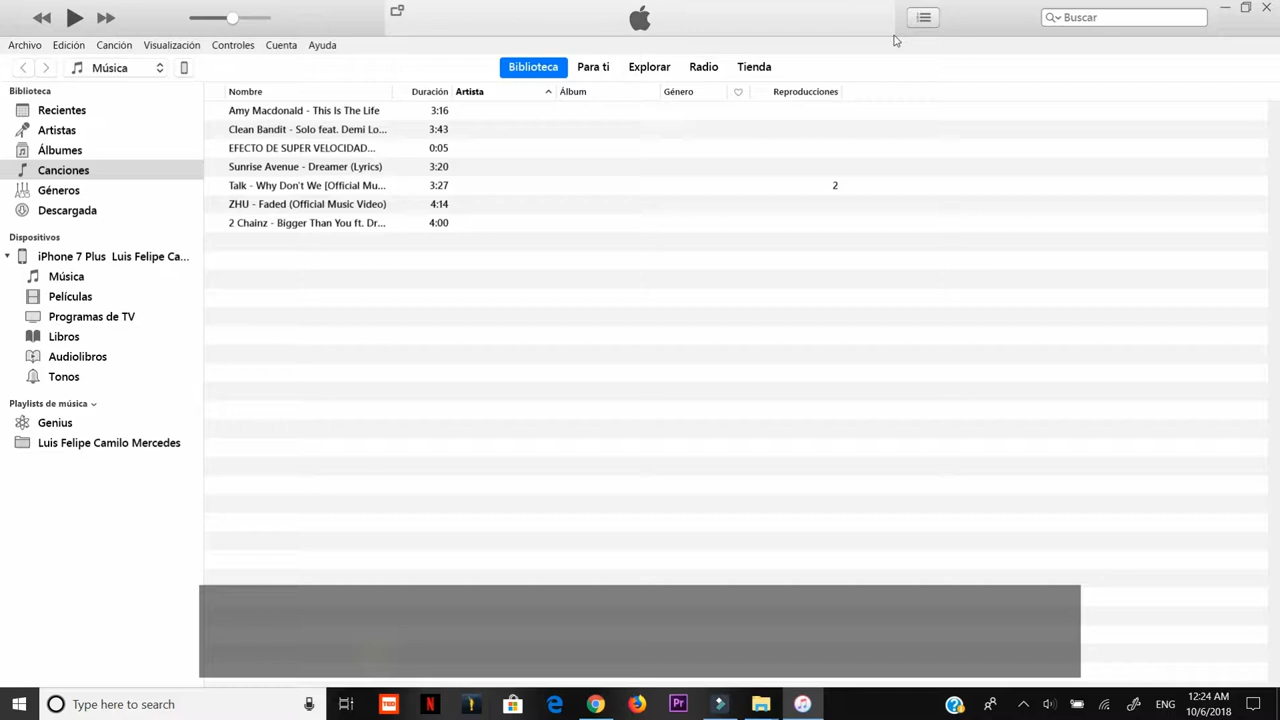 Buscar
Archivo Edición Canción Visualización Controles Cuenta Ayuda
Música
Biblioteca Para ti Explorar Radio Tienda
Biblioteca
Recientes
Artistas
Álbumes
Canciones
Géneros
Descargada
Dispositivos
iPhone 7 Plus Luis Felipe Ca...
Música
Películas
Programas de TV
Libros
Audiolibros
Tonos
Playlists de música
Genius
Luis Felipe Camilo Mercedes
Nombre Duración Artista Álbum Género Reproducciones
Amy Macdonald - This Is The Life 3:16
Clean Bandit - Solo feat. Demi Lo... 3:43
EFECTO DE SUPER VELOCIDAD... 0:05
Sunrise Avenue - Dreamer (Lyrics) 3:20
Talk - Why Don't We [Official Mu... 3:27 2
ZHU - Faded (Official Music Video) 4:14
2 Chainz - Bigger Than You ft. Dr... 4:00
Type here to search
TED
N
Pr
ENG
12:24 AM
10/6/2018